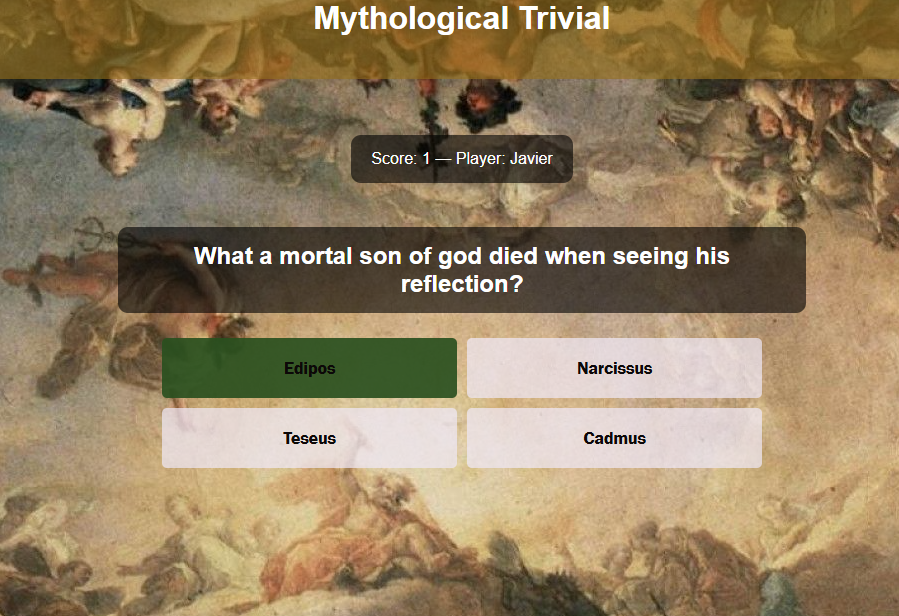 Mythological Trivial
Score: 1 — Player: Javier
What a mortal son of god died when seeing his
reflection?
Edipos
Narcissus
Teseus
Cadmus